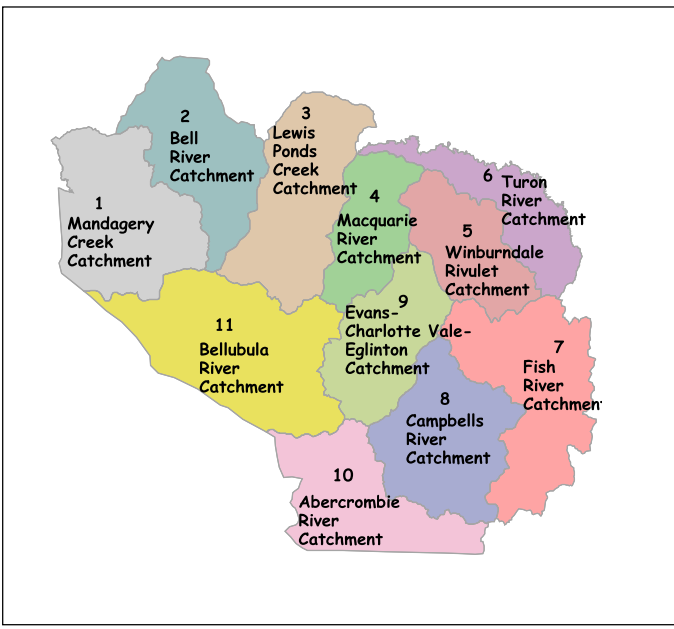 1
Mandagery
Creek
Catchment
2
Bell
River
Catchment
3
Lewis
Ponds
Creek
Catchment
4
Macquarie
River
Catchment
5
Winburndale
Rivulet
Catchment
6
Turon
River
Catchment
7
Fish
River
Catchmen
8
Campbells
River
Catchment
9
Evans-
Charlotte Vale-
Eglinton
Catchment
10
Abercrombie
River
Catchment
11
Bellubula
River
Catchment